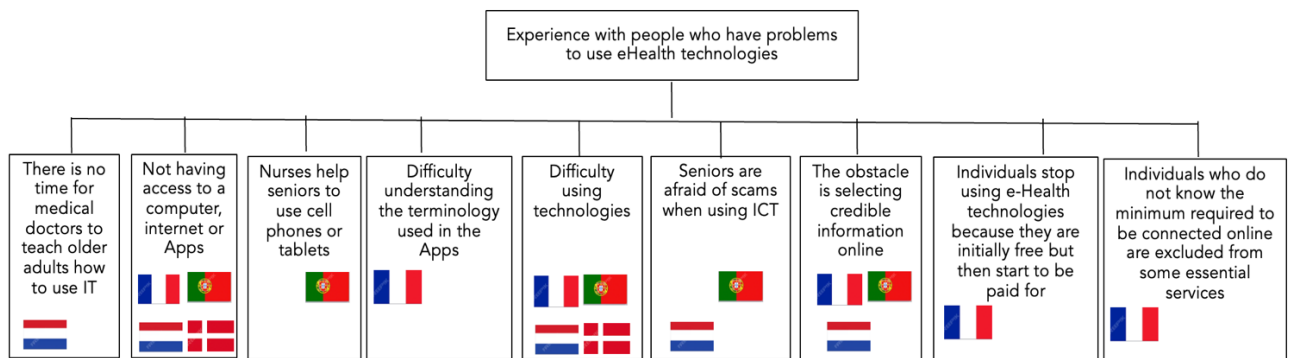 Experience with people who have problems
to use eHealth technologies
There is no
time for
medical
doctors to
teach older
adults how
to use IT
Not having
access to a
computer,
internet or
Apps
Nurses help
seniors to
use cell
phones or
tablets
Difficulty
understanding
the terminology
used in the
Apps
Difficulty
using
technologies
Seniors are
afraid of scams
when using ICT
The obstacle
is selecting
credible
information
online
Individuals stop
using e-Health
technologies
because they are
initially free but
then start to be
paid for
Individuals who do
not know the
minimum required to
be connected online
are excluded from
some essential
services